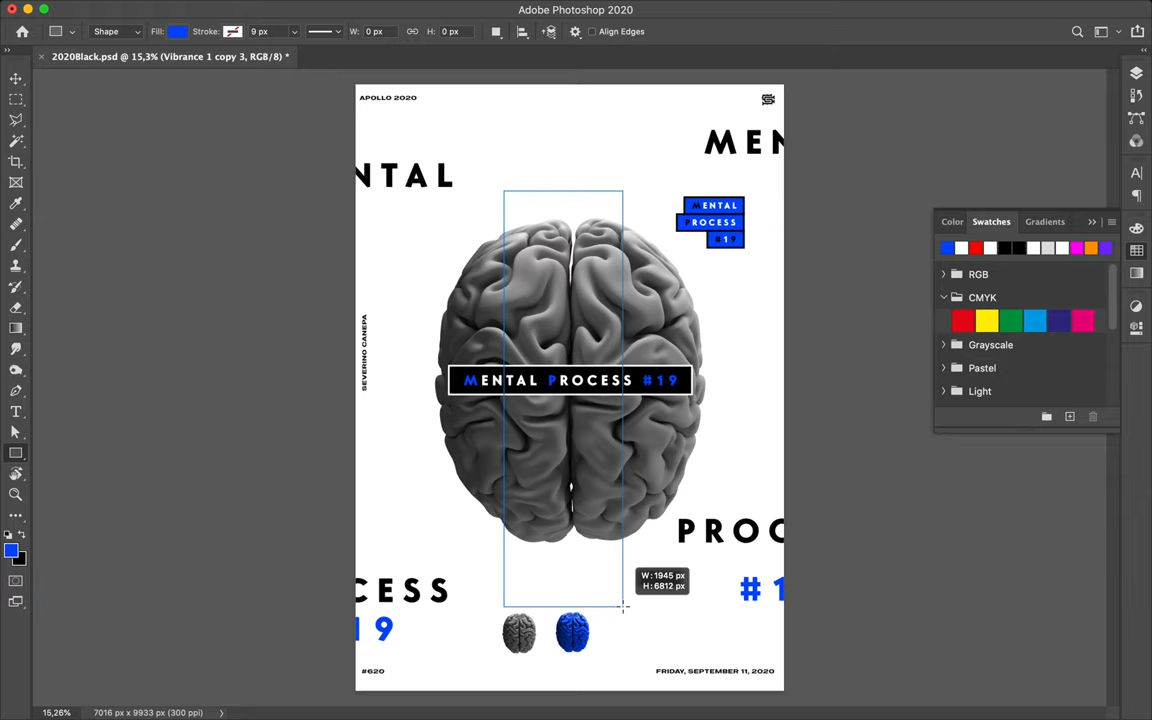 Adobe Photoshop 2020
Shape Fill: Stroke: 9 px W: 0 px H: 0 px Align Edges
2020Black.psd @ 15,3% (Vibrance 1 copy 3, RGB/8) *
APOLLO 2020
MEN
NTAL
MENTAL
PROCESS
#19
Color Swatches Gradients
RGB
CMYK
Grayscale
Pastel
Light
SEVERINO CANEPA
MENTAL PROCESS #19
PROC
#1
W: 1945 px
H: 6812 px
CESS
19
#620
FRIDAY, SEPTEMBER 11, 2020
15,26% 7016 px x 9933 px (300 ppi)